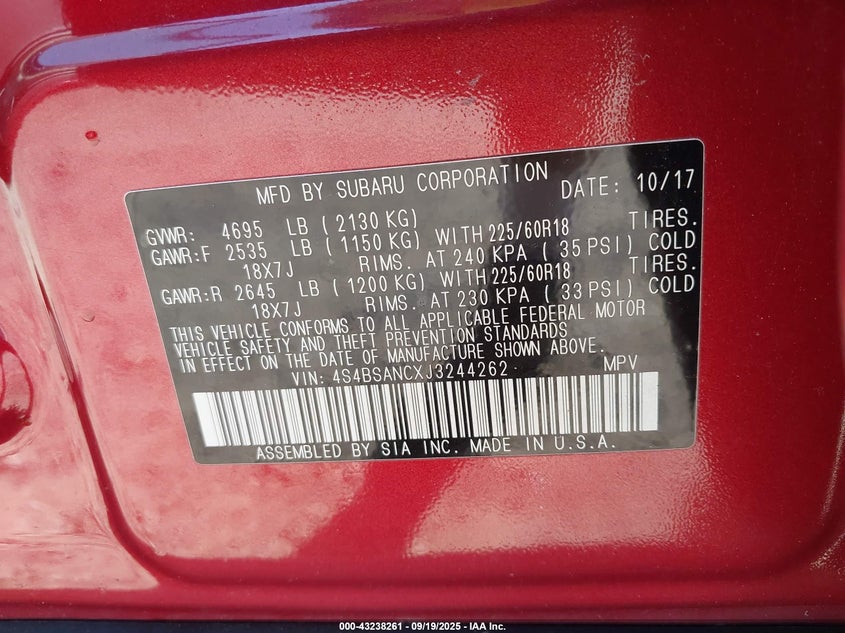 MFD BY SUBARU CORPORATION DATE: 10/17
GVWR: 4695 LB (2130 KG)
GAWR:F 2535 LB (1150 KG) WITH 225/60R18 TIRES.
18X7J RIMS. AT 240 KPA (35 PSI) COLD
GAWR:R 2645 LB (1200 KG) WITH 225/60R18 TIRES.
18X7J RIMS. AT 230 KPA (33 PSI) COLD
THIS VEHICLE CONFORMS TO ALL APPLICABLE FEDERAL MOTOR
VEHICLE SAFETY AND THEFT PREVENTION STANDARDS
IN EFFECT ON THE DATE OF MANUFACTURE SHOWN ABOVE.
VIN: 4S4BSANCXJ3244262 MPV
ASSEMBLED BY SIA INC. MADE IN U.S.A.
000-43238261 - 09/19/2025 - IAA Inc.